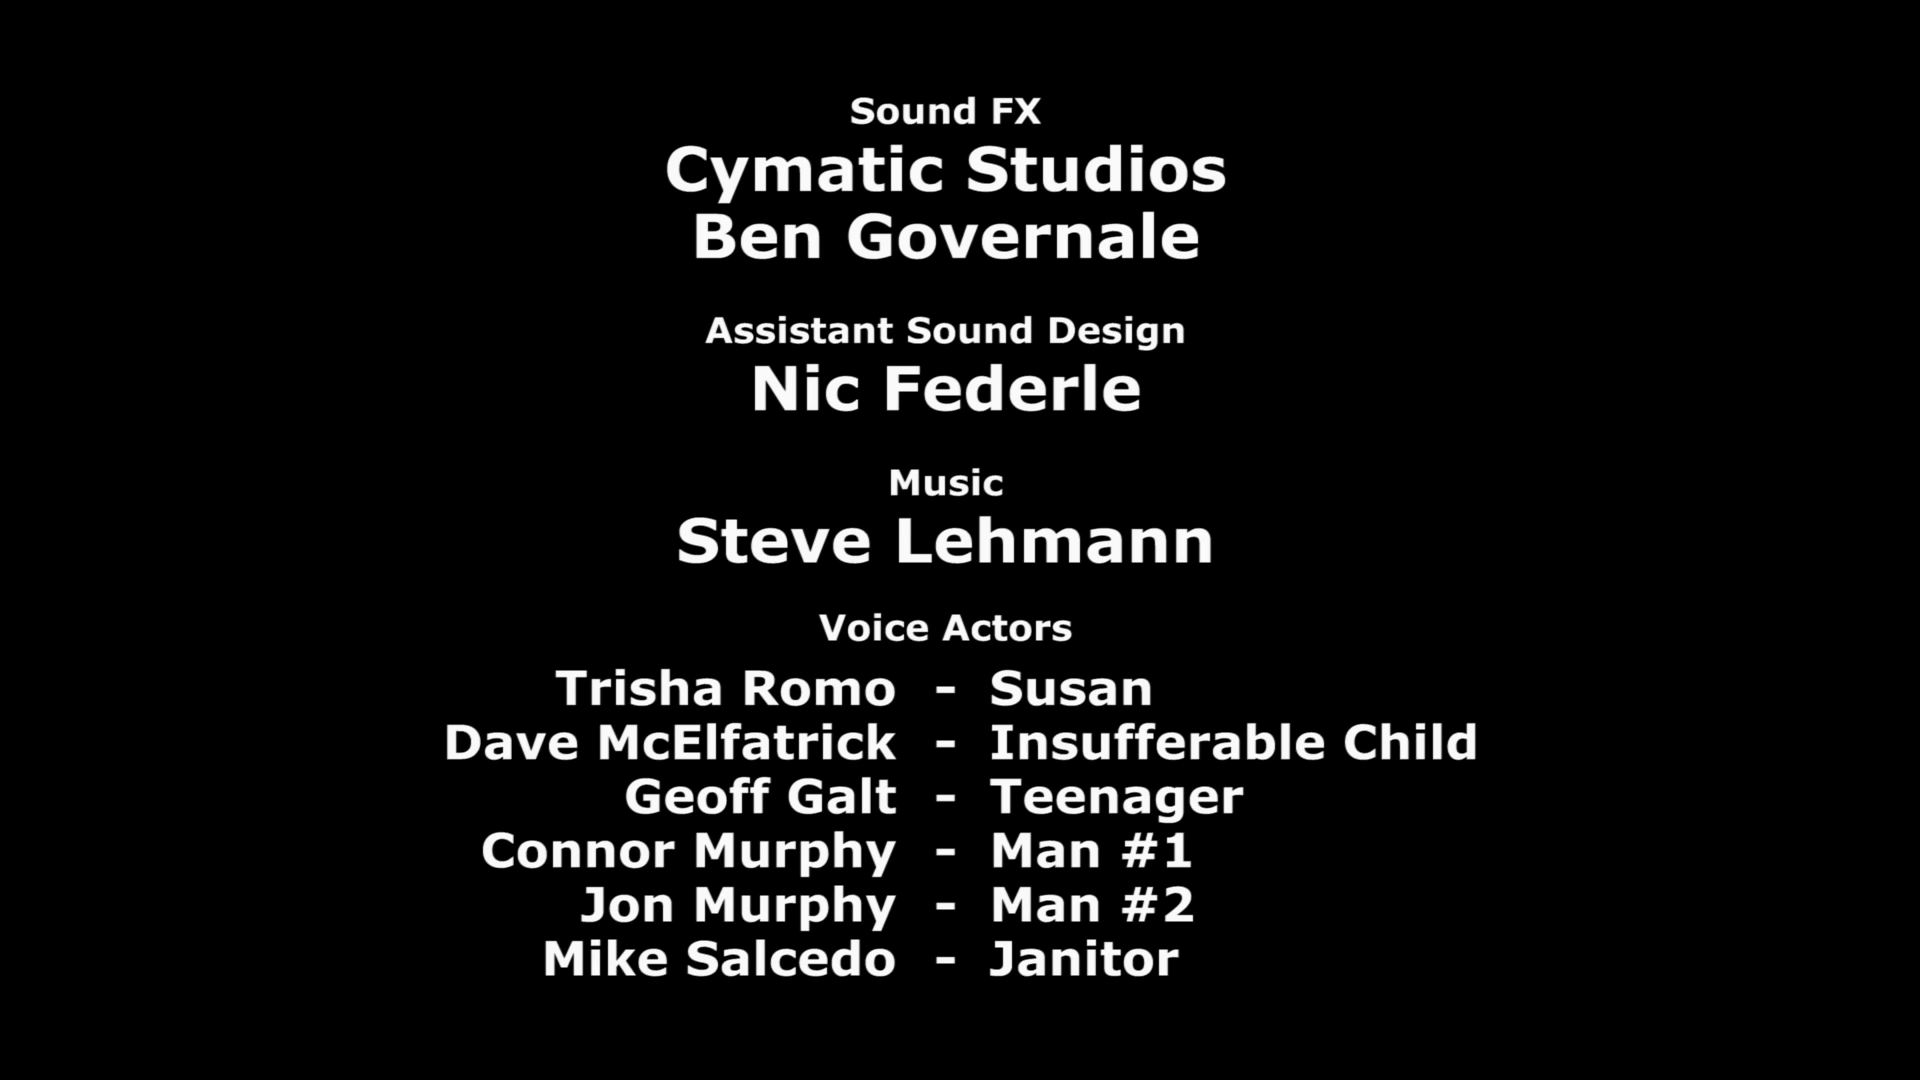 Sound FX
Cymatic Studios
Ben Governale
Assistant Sound Design
Nic Federle
Music
Steve Lehmann
Voice Actors
Trisha Romo - Susan
Dave McElfatrick - Insufferable Child
Geoff Galt - Teenager
Connor Murphy - Man #1
Jon Murphy - Man #2
Mike Salcedo - Janitor